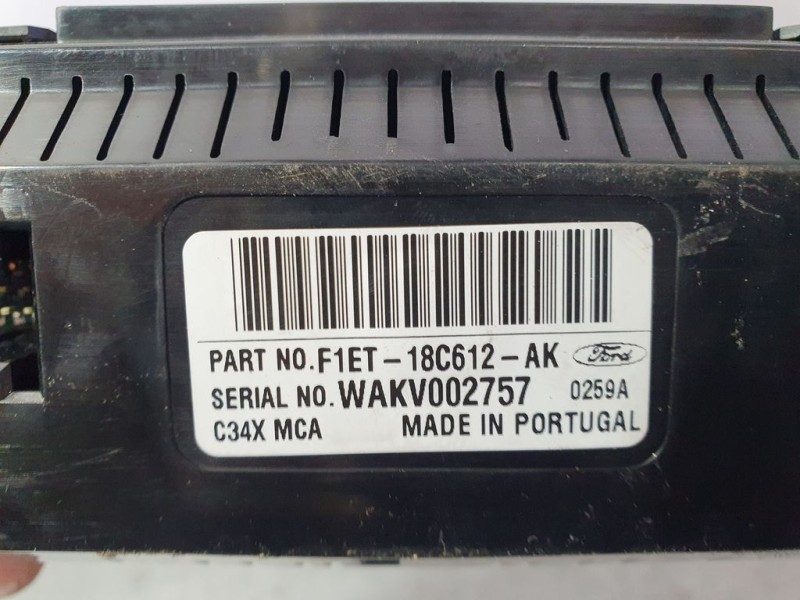 PART NO. F1ET-18C612-AK Ford
SERIAL NO. WAKV002757 0259A
C34X MCA MADE IN PORTUGAL